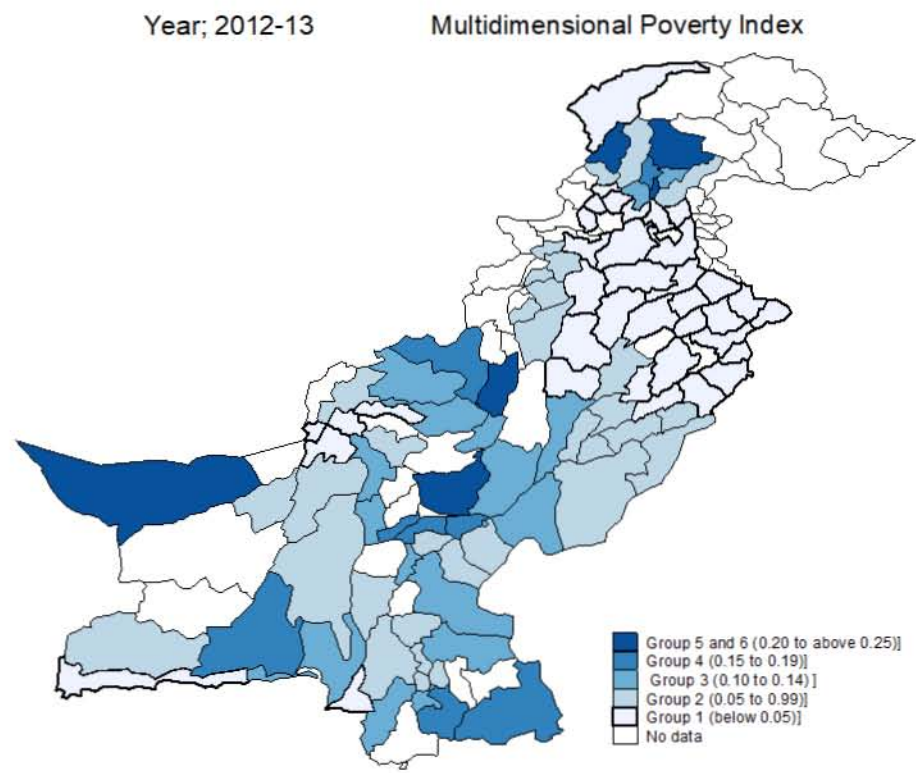 Year; 2012-13 Multidimensional Poverty Index
Group 5 and 6 (0.20 to above 0.25)]
Group 4 (0.15 to 0.19)]
Group 3 (0.10 to 0.14) ]
Group 2 (0.05 to 0.99)]
Group 1 (below 0.05)]
No data